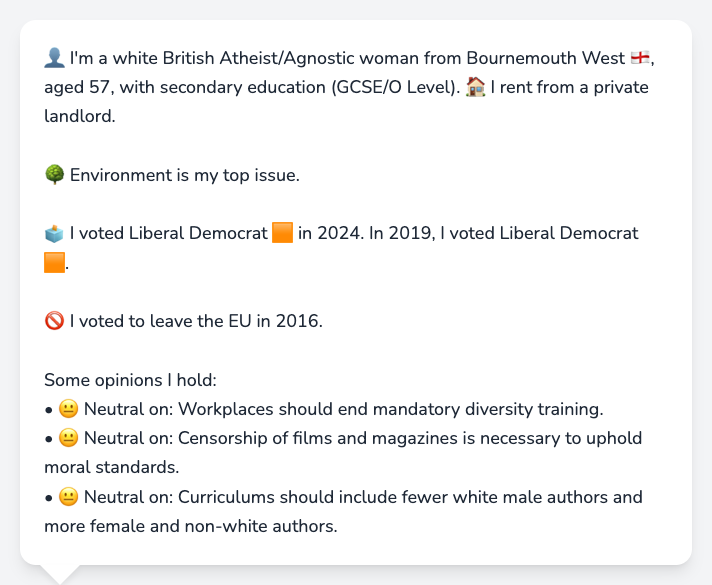 👤 I'm a white British Atheist/Agnostic woman from Bournemouth West 🏴󠁧󠁢󠁥󠁮󠁧󠁿,
aged 57, with secondary education (GCSE/O Level). 🏠 I rent from a private
landlord.
🌳 Environment is my top issue.
🗳️ I voted Liberal Democrat 🟧 in 2024. In 2019, I voted Liberal Democrat
🟧.
🚫 I voted to leave the EU in 2016.
Some opinions I hold:
• 😐 Neutral on: Workplaces should end mandatory diversity training.
• 😐 Neutral on: Censorship of films and magazines is necessary to uphold
moral standards.
• 😐 Neutral on: Curriculums should include fewer white male authors and
more female and non-white authors.